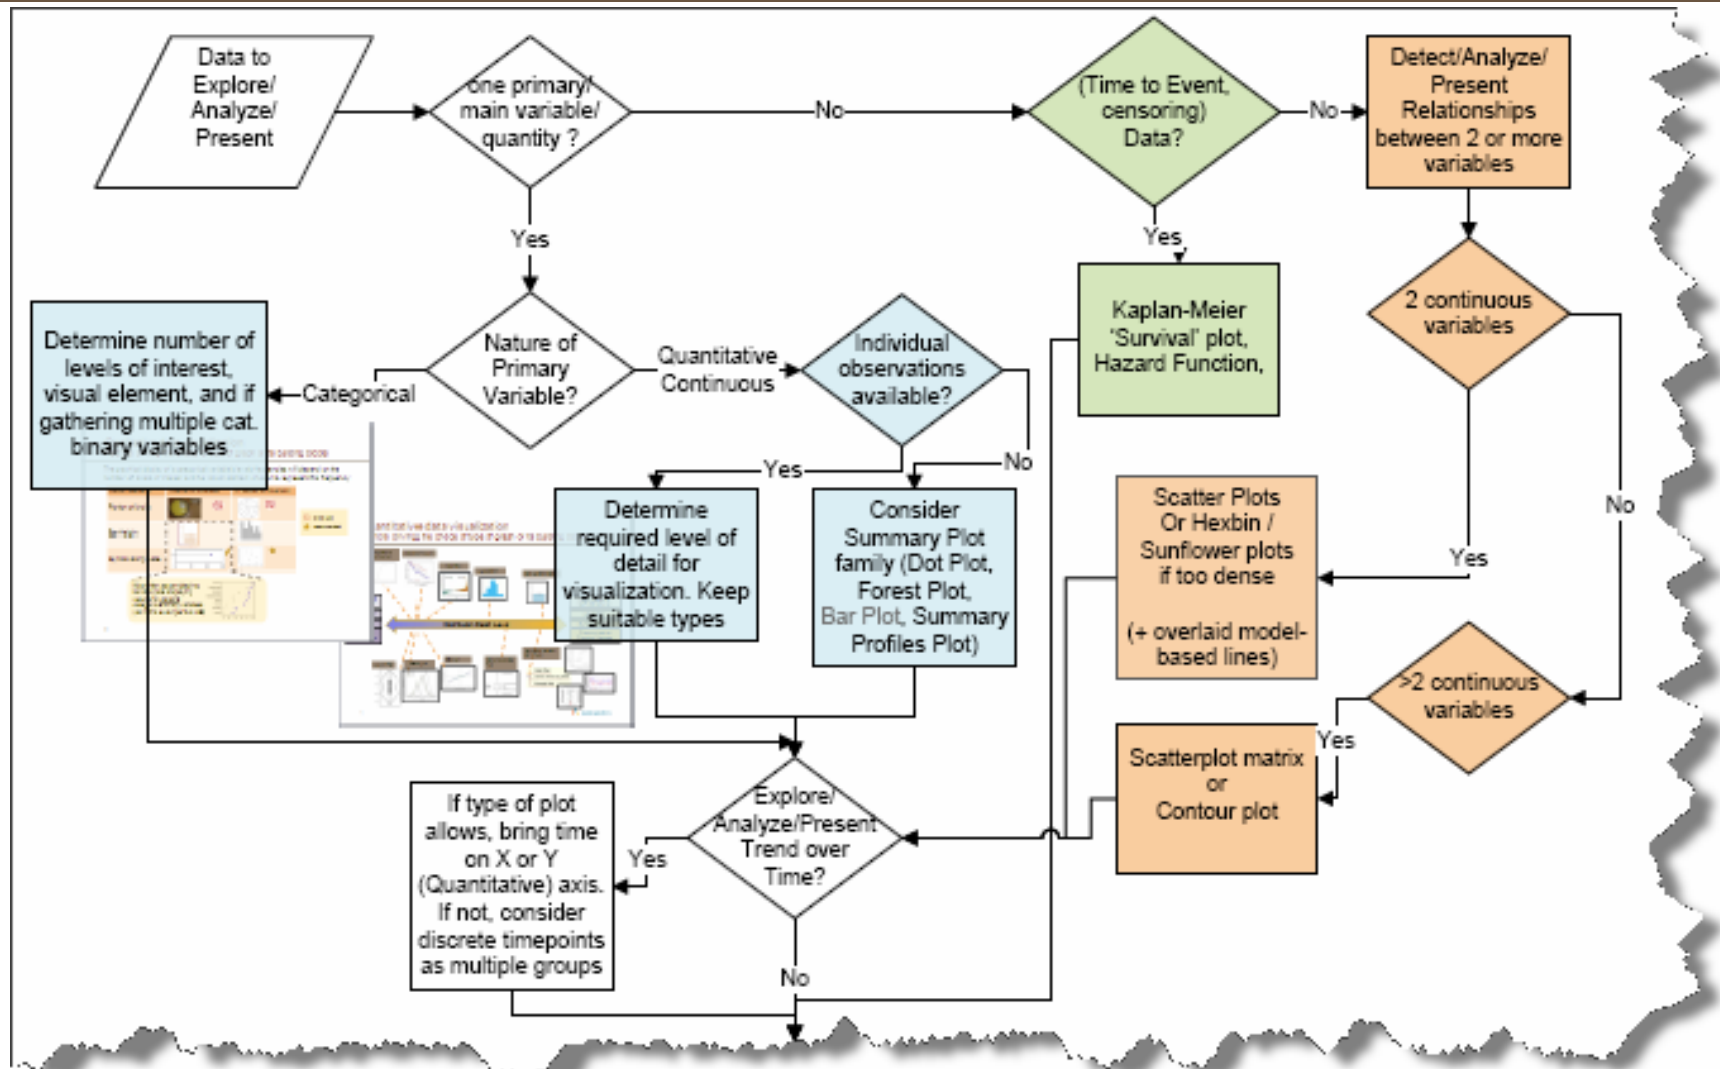 Data to
Explore/
Analyze/
Present
one primary/
main variable/
quantity ?
No
(Time to Event,
censoring)
Data?
No
Detect/Analyze/
Present
Relationships
between 2 or more
variables
Yes
Yes
Determine number of
levels of interest,
visual element, and if
gathering multiple cat.
binary variables
Categorical
Nature of
Primary
Variable?
Quantitative
Continuous
Individual
observations
available?
Kaplan-Meier
'Survival' plot,
Hazard Function,
2 continuous
variables
Yes
No
No
Yes
Determine
required level of
detail for
visualization. Keep
suitable types
Consider
Summary Plot
family (Dot Plot,
Forest Plot,
Bar Plot, Summary
Profiles Plot)
Scatter Plots
Or Hexbin /
Sunflower plots
if too dense
(+ overlaid model-
based lines)
>2 continuous
variables
Yes
Scatterplot matrix
or
Contour plot
If type of plot
allows, bring time
on X or Y
(Quantitative) axis.
If not, consider
discrete timepoints
as multiple groups
Yes
Explore/
Analyze/Present
Trend over
Time?
No